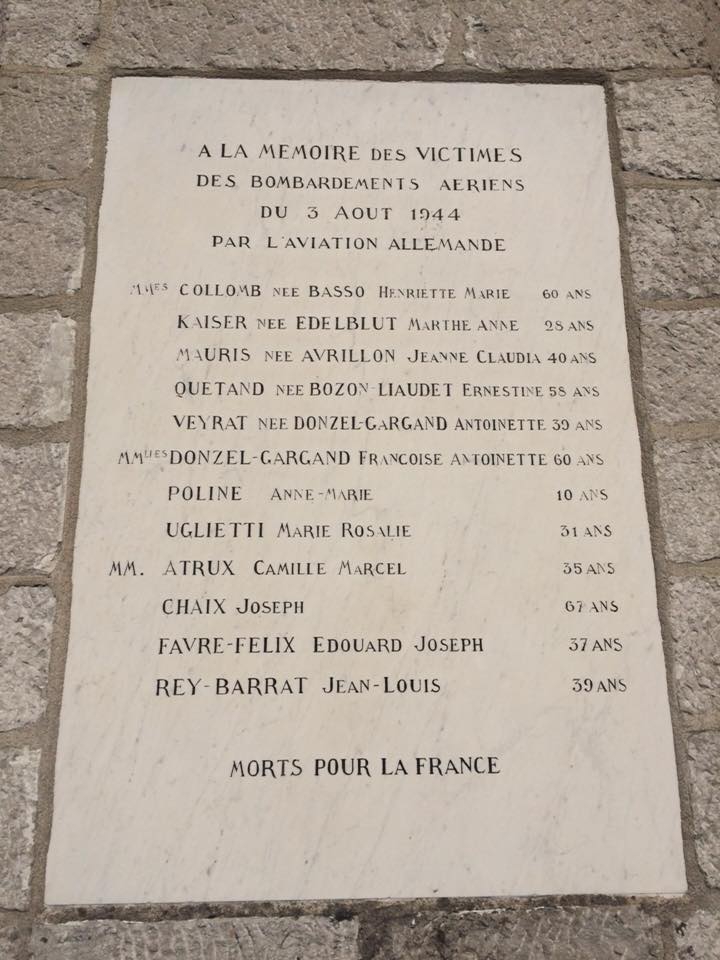 A LA MEMOIRE DES VICTIMES
DES BOMBARDEMENTS AERIENS
DU 3 AOUT 1944
PAR L'AVIATION ALLEMANDE
MMES COLLOMB NEE BASSO HENRIETTE MARIE 60 ANS
KAISER NEE EDELBLUT MARTHE ANNE 28 ANS
MAURIS NEE AVRILLON JEANNE CLAUDIA 40 ANS
QUETAND NEE BOZON-LIAUDET ERNESTINE 58 ANS
VEYRAT NEE DONZEL-GARGAND ANTOINETTE 39 ANS
MMLLES DONZEL-GARGAND FRANCOISE ANTOINETTE 60 ANS
POLINE ANNE-MARIE 10 ANS
UGLIETTI MARIE ROSALIE 31 ANS
MM. ATRUX CAMILLE MARCEL 35 ANS
CHAIX JOSEPH 67 ANS
FAVRE-FELIX EDOUARD JOSEPH 37 ANS
REY-BARRAT JEAN-LOUIS 39 ANS
MORTS POUR LA FRANCE